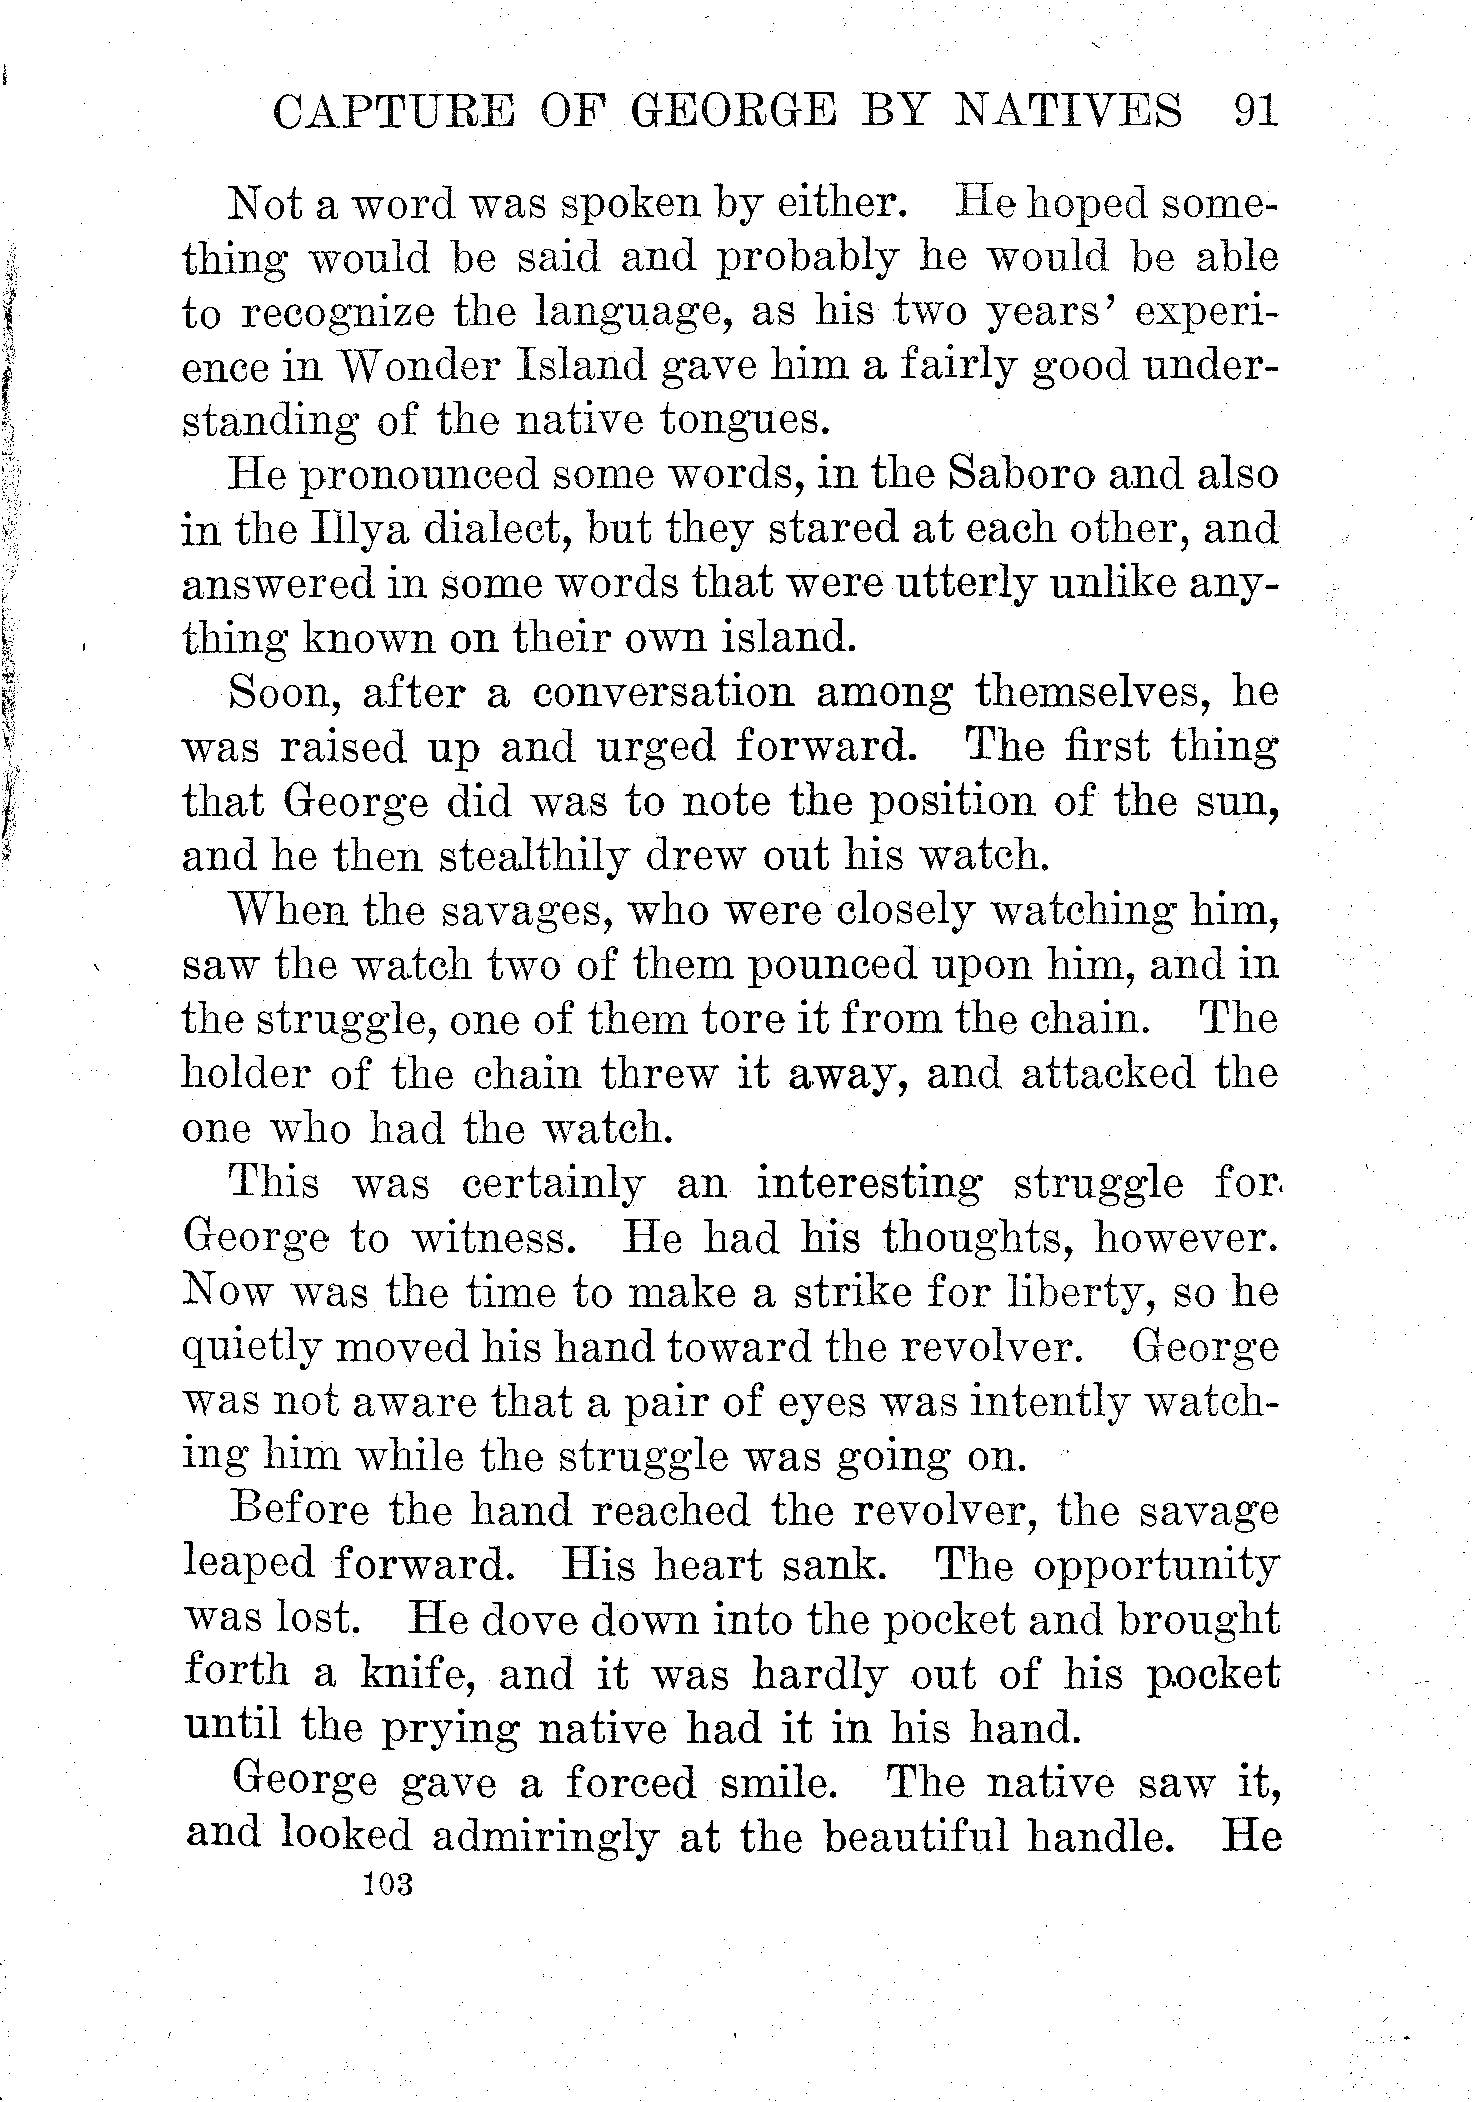 CAPTURE OF GEORGE BY NATIVES 91
Not a word was spoken by either. He hoped some-
thing would be said and probably he would be able
to recognize the language, as his two years' experi-
ence in Wonder Island gave him a fairly good under-
standing of the native tongues.
He pronounced some words, in the Saboro and also
in the Illya dialect, but they stared at each other, and
answered in some words that were utterly unlike any-
thing known on their own island.
Soon, after a conversation among themselves, he
was raised up and urged forward. The first thing
that George did was to note the position of the sun,
and he then stealthily drew out his watch.
When the savages, who were closely watching him,
saw the watch two of them pounced upon him, and in
the struggle, one of them tore it from the chain. The
holder of the chain threw it away, and attacked the
one who had the watch.
This was certainly an interesting struggle for
George to witness. He had his thoughts, however.
Now was the time to make a strike for liberty, so he
quietly moved his hand toward the revolver. George
was not aware that a pair of eyes was intently watch-
ing him while the struggle was going on.
Before the hand reached the revolver, the savage
leaped forward. His heart sank. The opportunity
was lost. He dove down into the pocket and brought
forth a knife, and it was hardly out of his pocket
until the prying native had it in his hand.
George gave a forced smile. The native saw it,
and looked admiringly at the beautiful handle. He
103